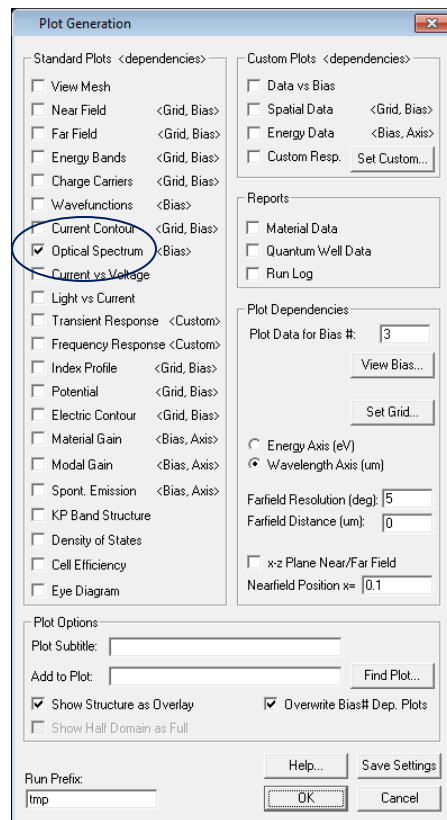 Plot Generation
Standard Plots <dependencies>
View Mesh
Near Field <Grid, Bias>
Far Field <Grid, Bias>
Energy Bands <Grid, Bias>
Charge Carriers <Grid, Bias>
Wavefunctions <Bias>
Current Contour <Grid, Bias>
Optical Spectrum <Bias>
Current vs Voltage
Light vs Current
Transient Response <Custom>
Frequency Response <Custom>
Index Profile <Grid, Bias>
Potential <Grid, Bias>
Electric Contour <Grid, Bias>
Material Gain <Bias, Axis>
Modal Gain <Bias, Axis>
Spont. Emission <Bias, Axis>
KP Band Structure
Density of States
Cell Efficiency
Eye Diagram
Custom Plots <dependencies>
Data vs Bias
Spatial Data <Grid, Bias>
Energy Data <Bias, Axis>
Custom Resp. Set Custom...
Reports
Material Data
Quantum Well Data
Run Log
Plot Dependencies
Plot Data for Bias #: 3
View Bias...
Set Grid...
Energy Axis (eV)
Wavelength Axis (um)
Farfield Resolution (deg): 5
Farfield Distance (um): 0
x-z Plane Near/Far Field
Nearfield Position x= 0.1
Plot Options
Plot Subtitle:
Add to Plot: Find Plot...
Show Structure as Overlay Overwrite Bias# Dep. Plots
Show Half Domain as Full
Help... Save Settings
Run Prefix:
tmp OK Cancel